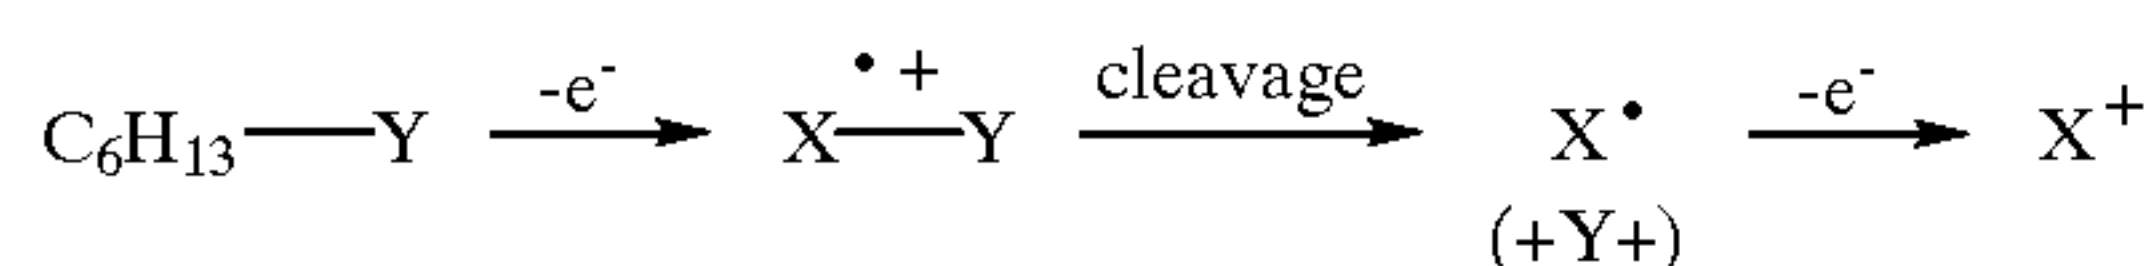 -e⁻ • + cleavage -e⁻
C₆H₁₃—Y X—Y X• X⁺
(+Y+)